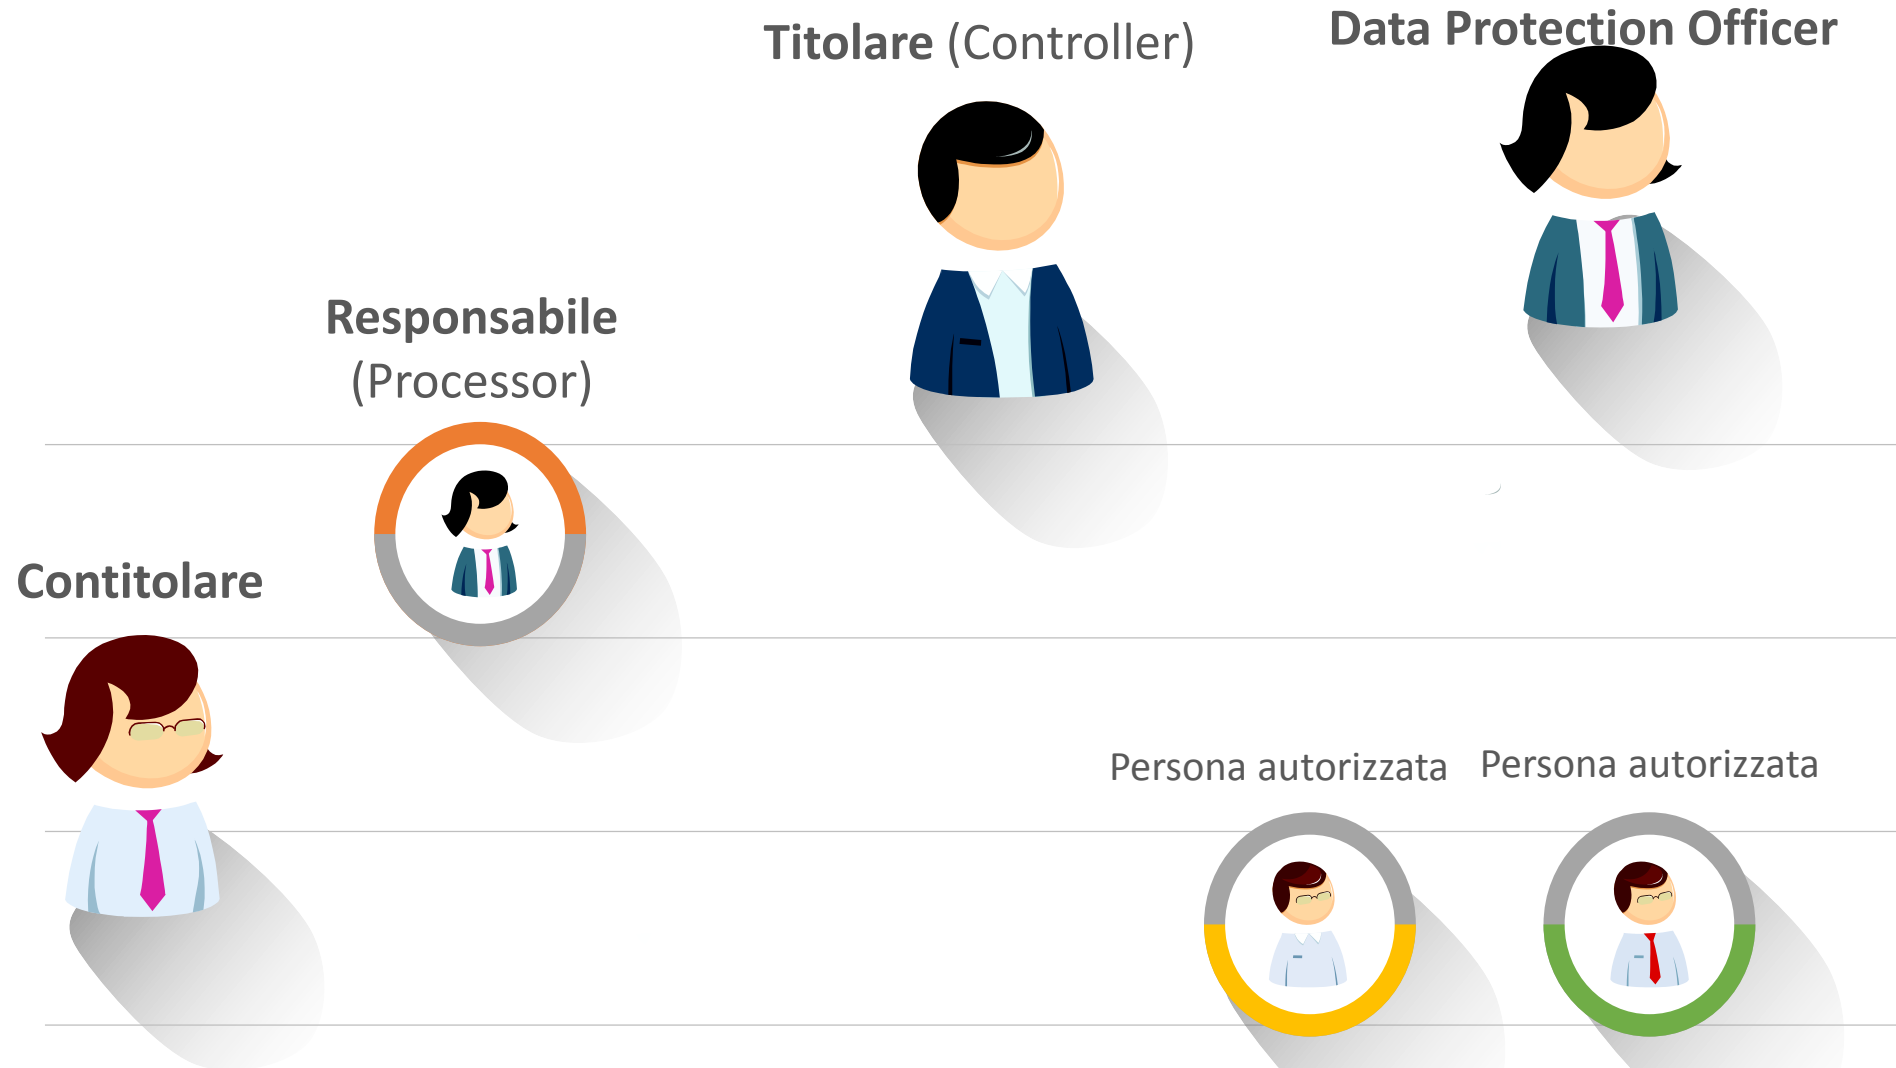 Titolare (Controller)
Data Protection Officer
Responsabile
(Processor)
Contitolare
Persona autorizzata
Persona autorizzata